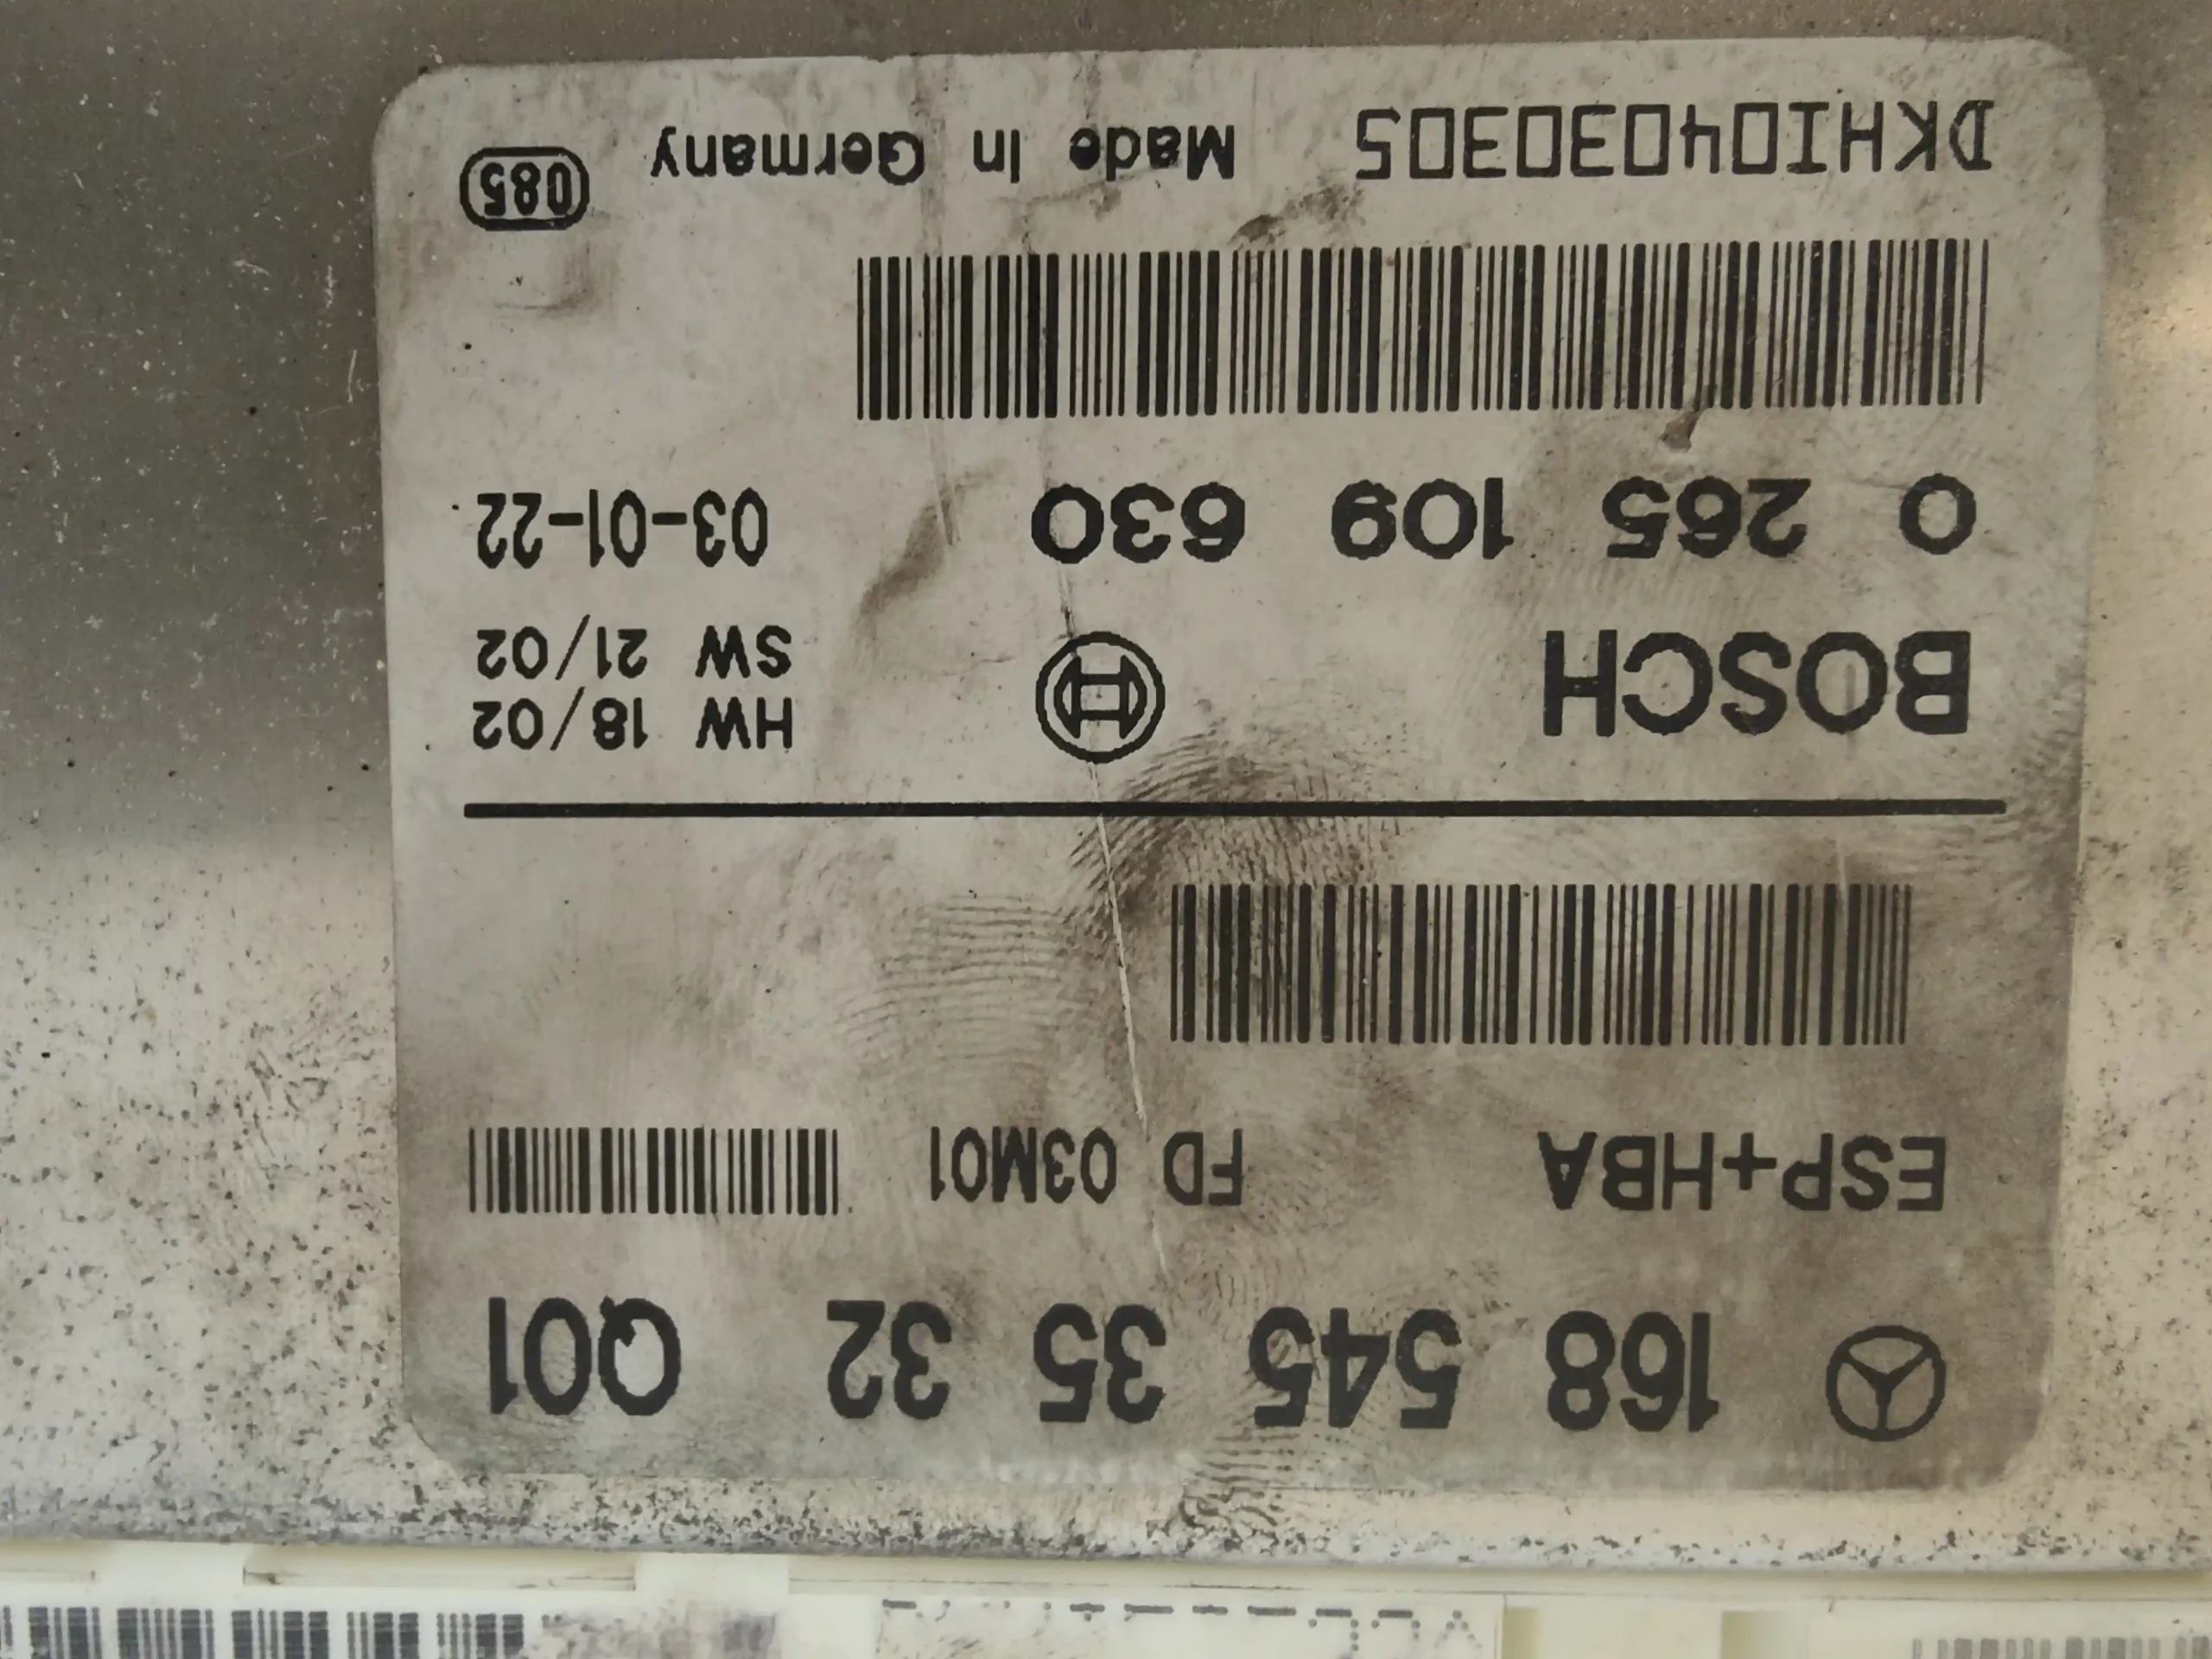 168 545 35 32 Q01
ESP+HBA FD 03M01
BOSCH HW 18/02
SW 21/02
0 265 109 630 03-01-22
DKHI04030305 Made In Germany 085